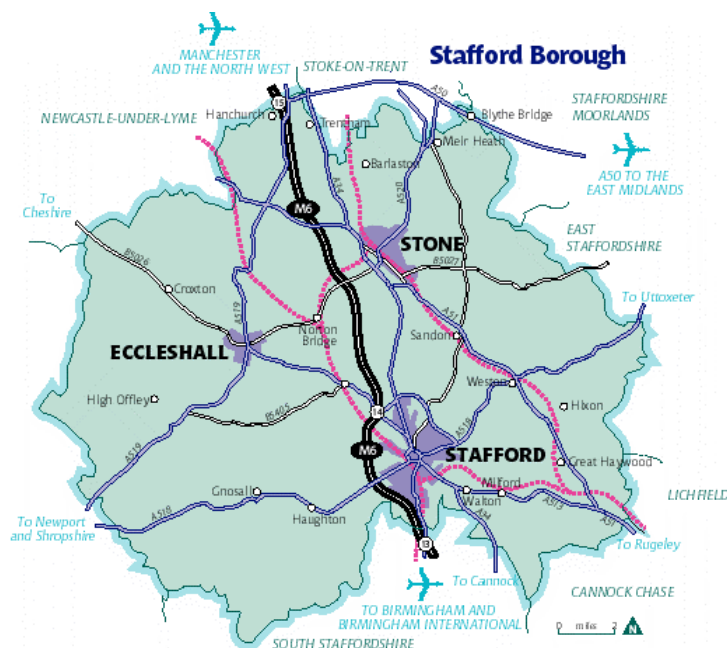 Stafford Borough
MANCHESTER
AND THE NORTH WEST
STOKE-ON-TRENT
A50
15
Hanchurch
Trentham
Blythe Bridge
STAFFORDSHIRE
MOORLANDS
NEWCASTLE-UNDER-LYME
Meir Heath
Barlaston
A50 TO THE
EAST MIDLANDS
A34
A520
To
Cheshire
M6
STONE
EAST
STAFFORDSHIRE
B5026
B5027
Croxton
A519
To Uttoxeter
A51
Norton
Bridge
Sandon
ECCLESHALL
Weston
High Offley
Hixon
14
B5405
A518
M6
STAFFORD
A519
Great Haywood
Gnosall
Milford
Walton
LICHFIELD
A518
Haughton
A34
A513
A51
To Newport
and Shropshire
13
To Rugeley
To Cannock
CANNOCK CHASE
TO BIRMINGHAM AND
BIRMINGHAM INTERNATIONAL
0 miles 2
N
SOUTH STAFFORDSHIRE